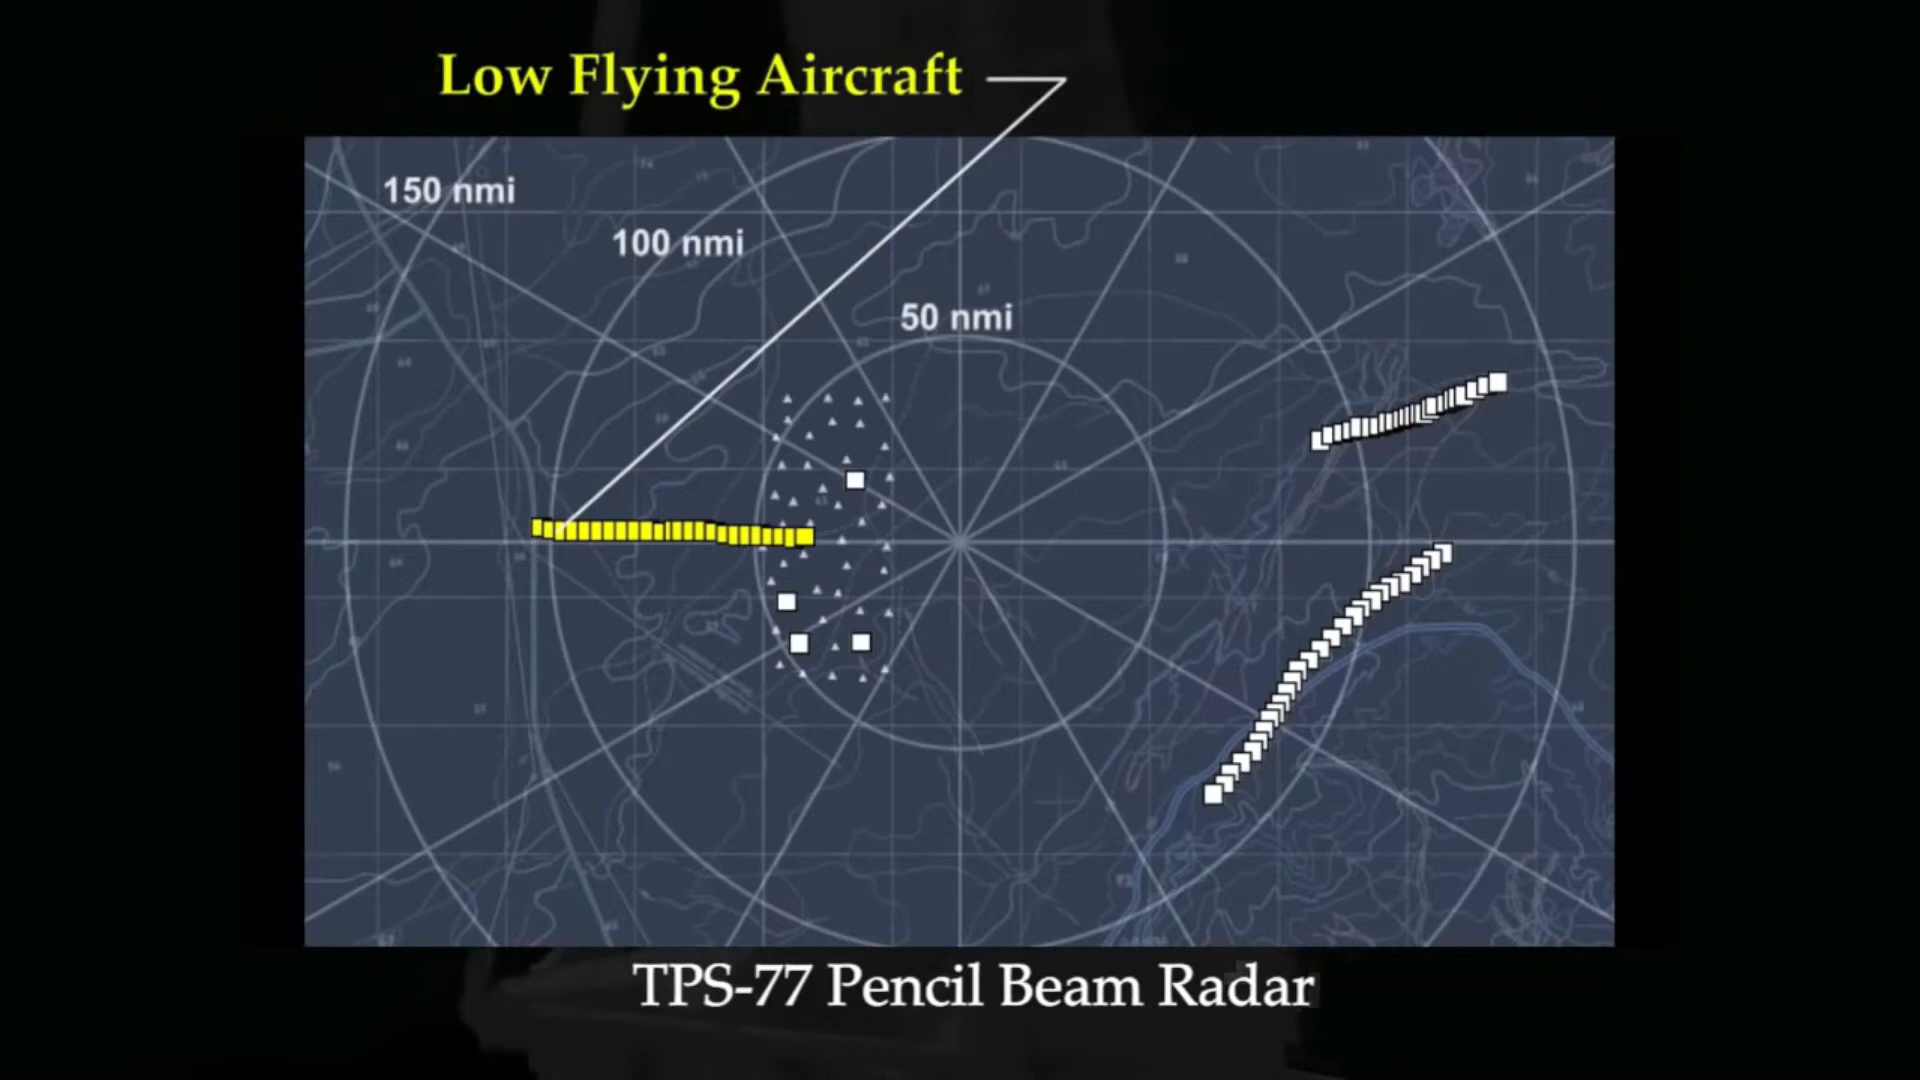 Low Flying Aircraft
150 nmi
100 nmi
50 nmi
TPS-77 Pencil Beam Radar